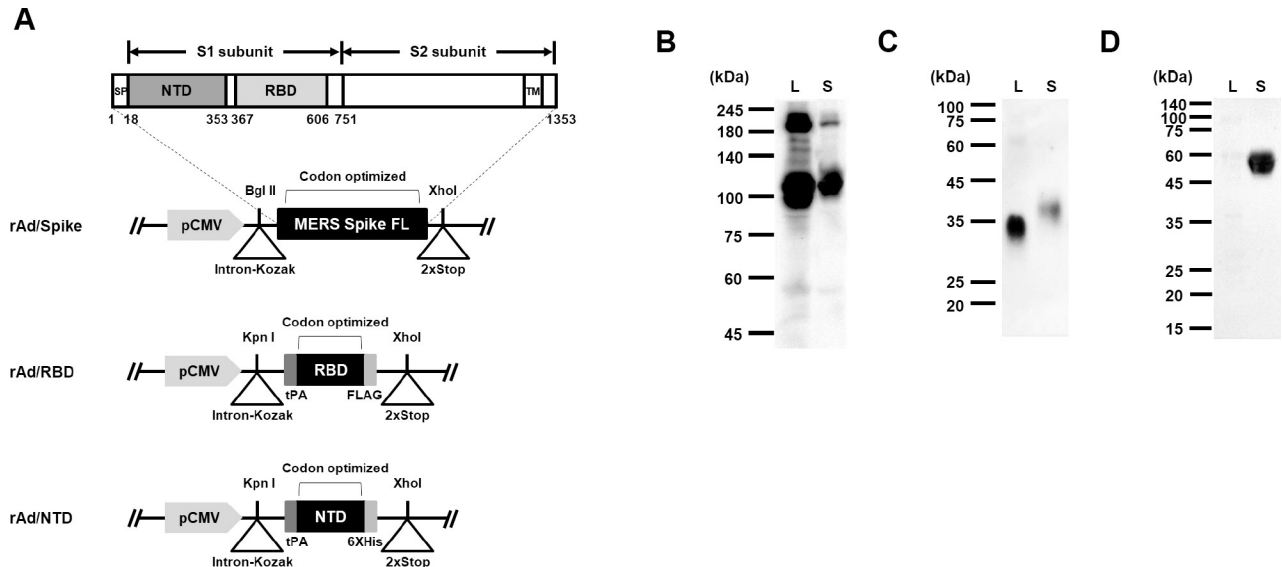 A
S1 subunit S2 subunit
SP NTD RBD TM
1 18 353 367 606 751 1353
Codon optimized
Bgl II XhoI
rAd/Spike pCMV MERS Spike FL
Intron-Kozak 2xStop
Codon optimized
Kpn I XhoI
rAd/RBD pCMV RBD
tPA FLAG
Intron-Kozak 2xStop
Codon optimized
Kpn I XhoI
rAd/NTD pCMV NTD
tPA 6XHis
Intron-Kozak 2xStop
B
(kDa) L S
245
180
140
100
75
60
45
C
(kDa) L S
100
75
60
45
35
25
20
D
(kDa) L S
140
100
75
60
45
35
25
20
15